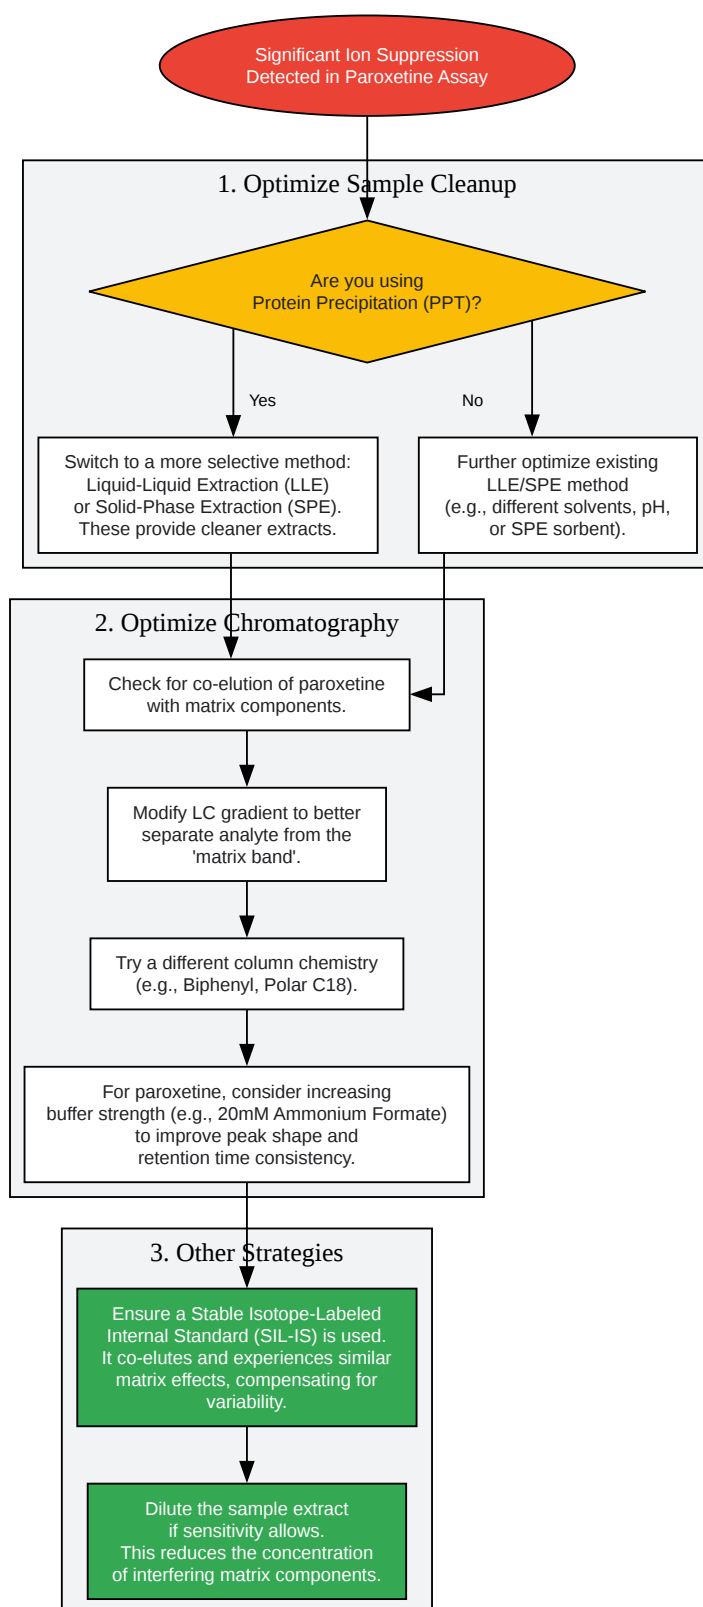 Significant Ion Suppression
Detected in Paroxetine Assay
1. Optimize Sample Cleanup
Are you using
Protein Precipitation (PPT)?
Yes
No
Switch to a more selective method:
Liquid-Liquid Extraction (LLE)
or Solid-Phase Extraction (SPE).
These provide cleaner extracts.
Further optimize existing
LLE/SPE method
(e.g., different solvents, pH,
or SPE sorbent).
2. Optimize Chromatography
Check for co-elution of paroxetine
with matrix components.
Modify LC gradient to better
separate analyte from the
'matrix band'.
Try a different column chemistry
(e.g., Biphenyl, Polar C18).
For paroxetine, consider increasing
buffer strength (e.g., 20mM Ammonium Formate)
to improve peak shape and
retention time consistency.
3. Other Strategies
Ensure a Stable Isotope-Labeled
Internal Standard (SIL-IS) is used.
It co-elutes and experiences similar
matrix effects, compensating for
variability.
Dilute the sample extract
if sensitivity allows.
This reduces the concentration
of interfering matrix components.